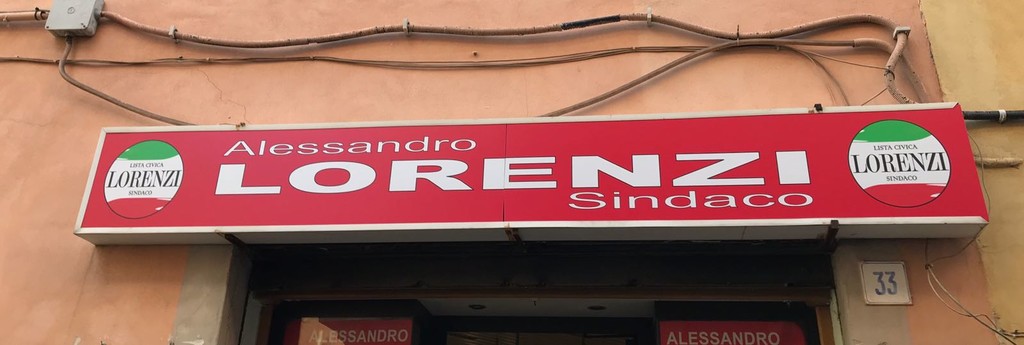 LISTA CIVICA
LORENZI
SINDACO
Alessandro
LORENZI
Sindaco
LISTA CIVICA
LORENZI
SINDACO
33
ALESSANDRO
ALESSANDRO